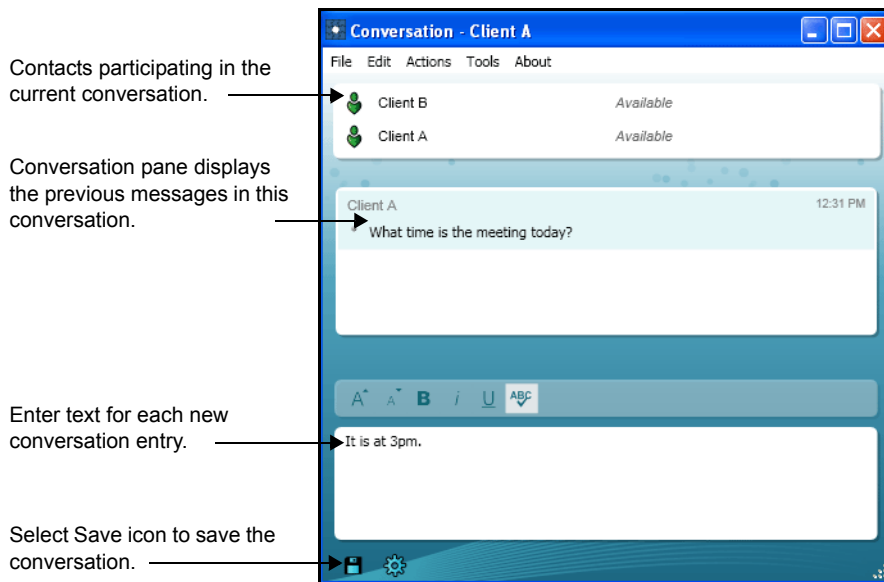 Conversation - Client A
File Edit Actions Tools About
Contacts participating in the
current conversation.
Client B Available
Client A Available
Conversation pane displays
the previous messages in this
conversation.
Client A 12:31 PM
What time is the meeting today?
A A B i U ABC
Enter text for each new
conversation entry.
It is at 3pm.
Select Save icon to save the
conversation.